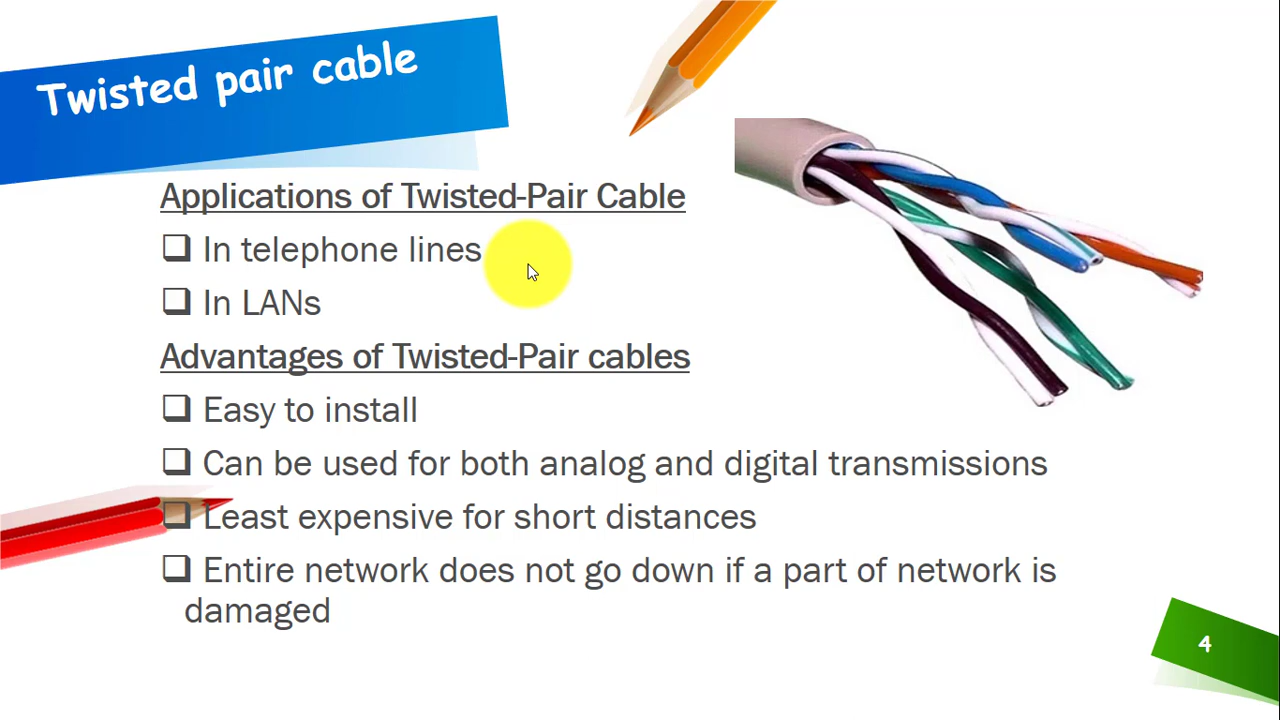 Twisted pair cable
Applications of Twisted-Pair Cable
❑ In telephone lines
❑ In LANs
Advantages of Twisted-Pair cables
❑ Easy to install
❑ Can be used for both analog and digital transmissions
❑ Least expensive for short distances
❑ Entire network does not go down if a part of network is
damaged
4